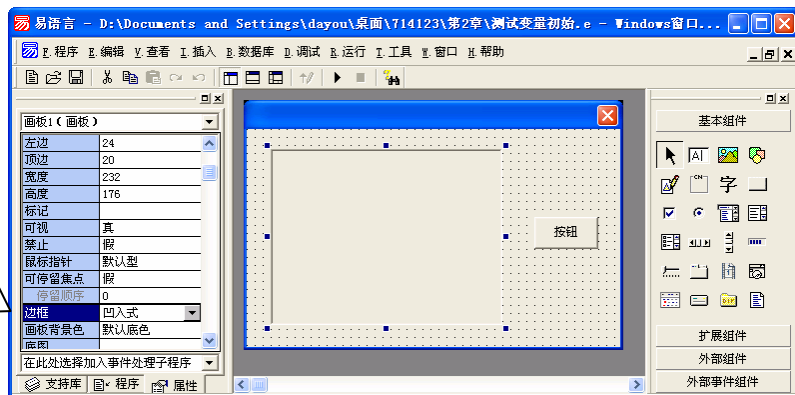 易语言 - D:\Documents and Settings\dayou\桌面\714123\第2章\测试变量初始.e - Windows窗口...
F.程序 E.编辑 V.查看 I.插入 B.数据库 D.调试 R.运行 T.工具 W.窗口 H.帮助
画板1（画板）
左边 24
顶边 20
宽度 232
高度 176
标记
可视 真
禁止 假
鼠标指针 默认型
可停留焦点 假
停留顺序 0
边框 凹入式
画板背景色 默认底色
底图
在此处选择加入事件处理子程序
支持库 程序 属性
按钮
基本组件
A
字
扩展组件
外部组件
外部事件组件